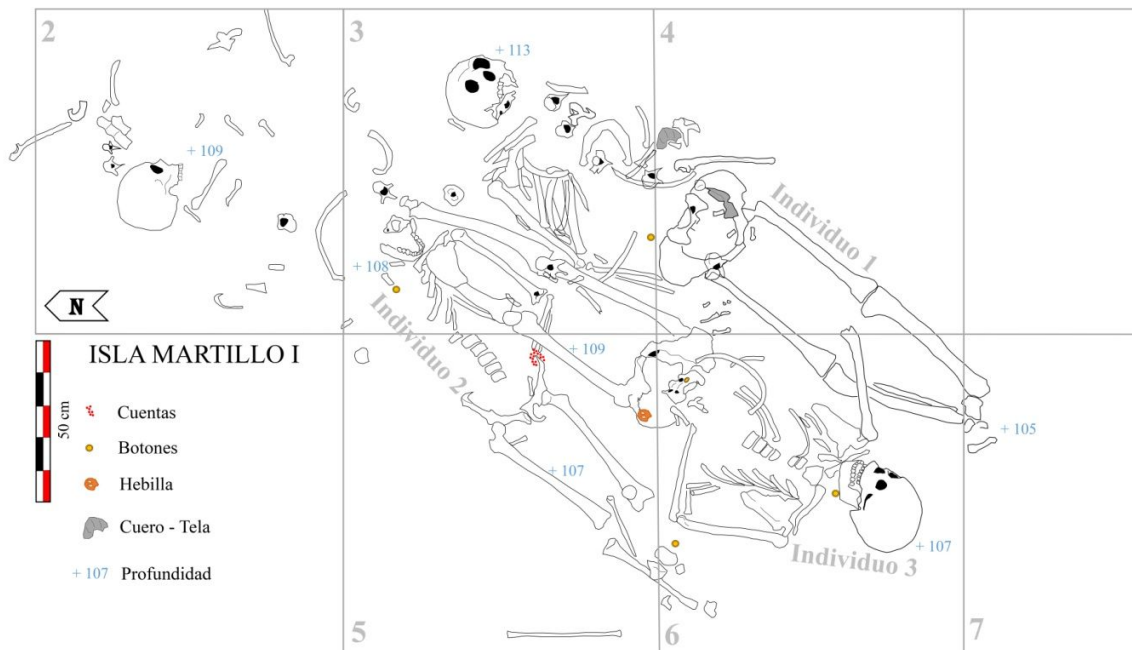 2
3
4
+ 113
+ 109
Individuo 1
+ 108
N
Individuo 2
ISLA MARTILLO I
+ 109
50 cm
Cuentas
Botones
Hebilla
+ 107
+ 105
Cuero - Tela
+ 107
Individuo 3
+ 107 Profundidad
5
6
7